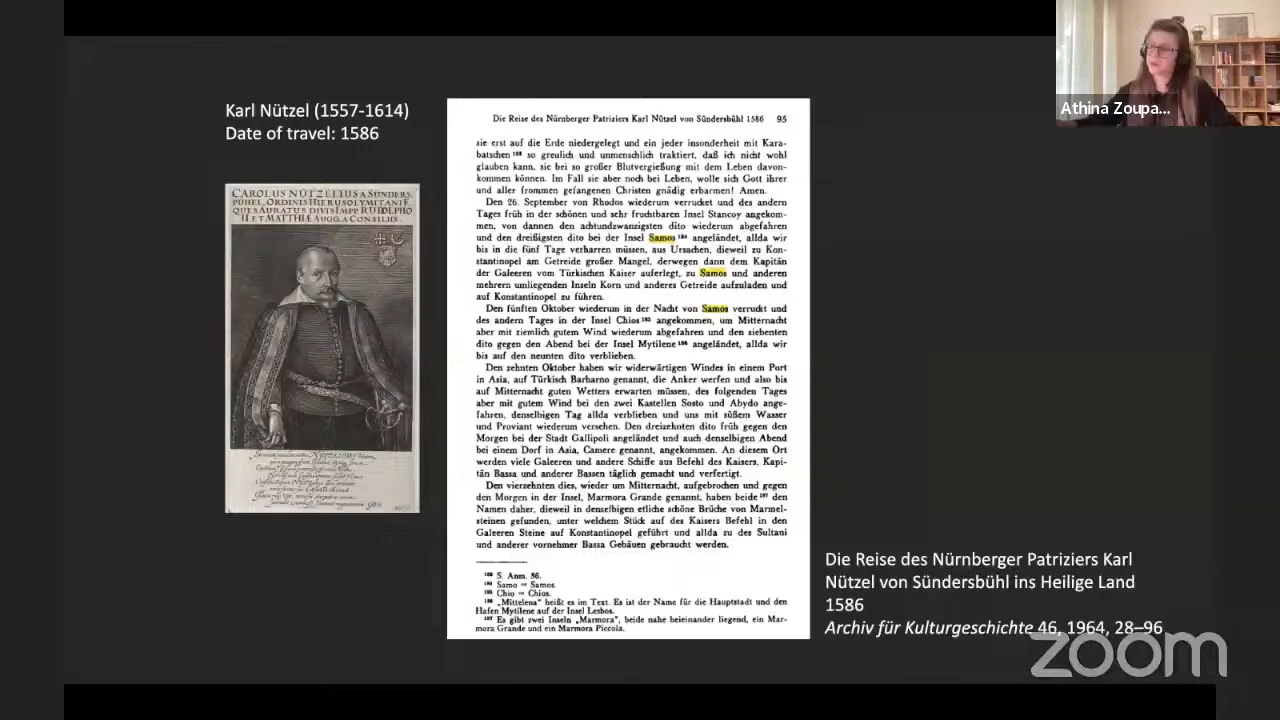 Athina Zoupa...
Karl Nützel (1557-1614)
Date of travel: 1586
CAROLUS NÜTZELIUS A SUNDERS
PUHEL, ORDINIS HIEROSOLYMITANI E
QUES AURATUS DIVIS IMPP. RUDOLPHO
II ET MATTHIÆ AUGG. A CONSILIIS.
Die Reise des Nürnberger Patriziers Karl Nützel von Sündersbühl 1586 95
sie erst auf die Erde niedergelegt und ein jeder insonderheit mit Kara-
batschen 183 so greulich und unmenschlich traktiert, daß ich nicht wohl
glauben kann, sie bei so großer Blutvergießung mit dem Leben davon-
kommen können. Im Fall sie aber noch bei Leben, wolle sich Gott ihrer
und aller frommen gefangenen Christen gnädig erbarmen! Amen.
Den 26. September von Rhodos wiederum verrucket und des andern
Tages früh in der schönen und sehr fruchtbaren Insel Stancoy angekom-
men, von dannen den achtundzwanzigsten dito wiederum abgefahren
und den dreißigsten dito bei der Insel Samos 184 angeländet, allda wir
bis in die fünf Tage verharren müssen, aus Ursachen, dieweil zu Kon-
stantinopel am Getreide großer Mangel, derwegen dann dem Kapitän
der Galeeren vom Türkischen Kaiser auferlegt, zu Samos und anderen
mehrern umliegenden Inseln Korn und anderes Getreide aufzuladen und
auf Konstantinopel zu führen.
Den fünften Oktober wiederum in der Nacht von Samos verruckt und
des andern Tages in der Insel Chios 185 angekommen, um Mitternacht
aber mit ziemlich gutem Wind wiederum abgefahren und den siebenten
dito gegen den Abend bei der Insel Mytilene 186 angeländet, allda wir
bis auf den neunten dito verblieben.
Den zehnten Oktober haben wir widerwärtigen Windes in einem Port
in Asia, auf Türkisch Barbarno genannt, die Anker werfen und also bis
auf Mitternacht guten Wetters erwarten müssen, des folgenden Tages
aber mit gutem Wind bei den zwei Kastellen Sosto und Abydo ange-
fahren, denselbigen Tag allda verblieben und uns mit süßem Wasser
und Proviant wiederum versehen. Den dreizehnten dito früh gegen den
Morgen bei der Stadt Gallipoli angeländet und auch denselbigen Abend
bei einem Dorf in Asia, Camere genannt, angekommen. An diesem Ort
werden viele Galeeren und andere Schiffe aus Befehl des Kaisers, Kapi-
tän Bassa und anderer Bassen täglich gemacht und verfertigt.
Den vierzehnten dies, wieder um Mitternacht, aufgebrochen und gegen
den Morgen in der Insel, Marmora Grande genannt, haben beide 187 den
Namen daher, dieweil in denselbigen etliche schöne Brüche von Marmel-
steinen gefunden, unter welchem Stück auf des Kaisers Befehl in den
Galeeren Steine auf Konstantinopel geführt und allda zu des Sultani
und anderer vornehmer Bassa Gebäuen gebraucht werden.
183 S. Anm. 36.
184 Samo = Samos.
185 Chio = Chios.
186 „Mittelena" heißt es im Text. Es ist der Name für die Hauptstadt und den
Hafen Mytilene auf der Insel Lesbos.
187 Es gibt zwei Inseln „Marmora", beide nahe beieinander liegend, ein Mar-
mora Grande und ein Marmora Piccola.
Die Reise des Nürnberger Patriziers Karl
Nützel von Sündersbühl ins Heilige Land
1586
Archiv für Kulturgeschichte 46, 1964, 28–96
zoom